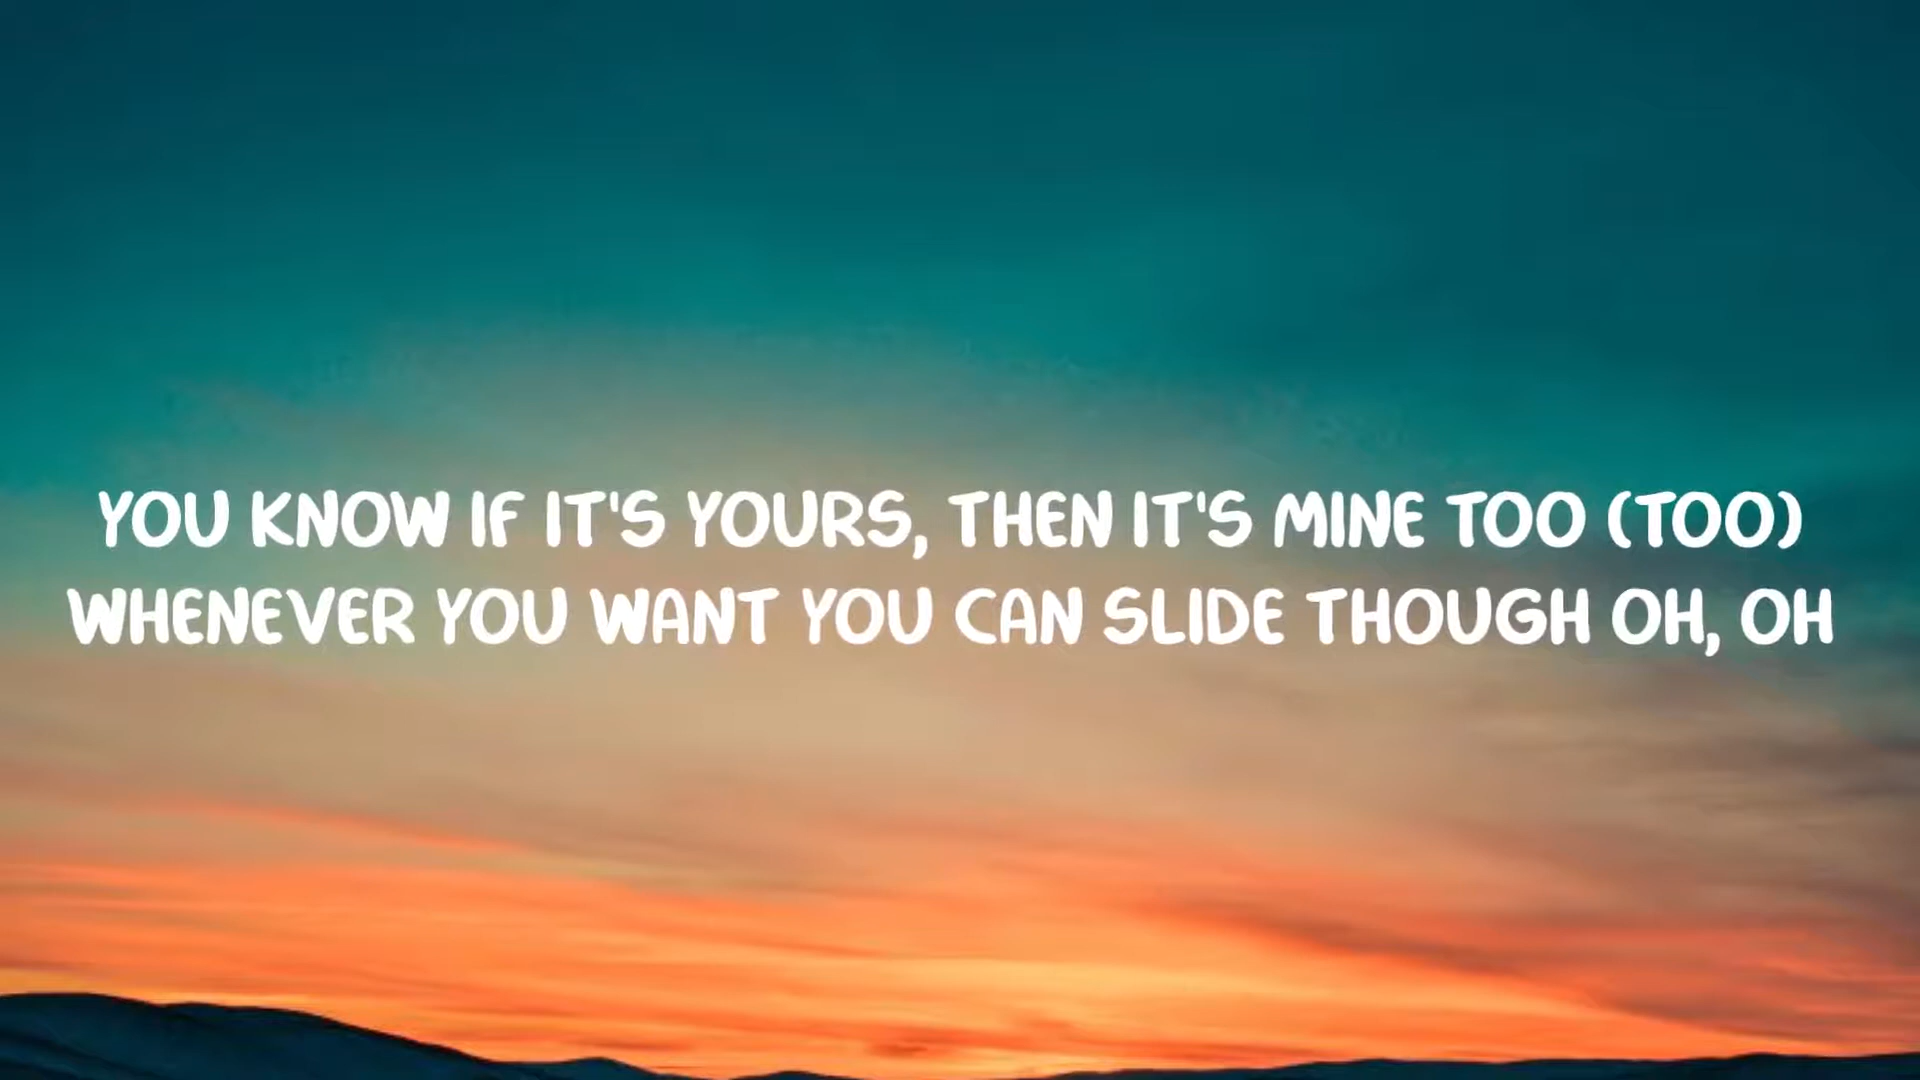 YOU KNOW IF IT'S YOURS, THEN IT'S MINE TOO (TOO)
WHENEVER YOU WANT YOU CAN SLIDE THOUGH OH, OH